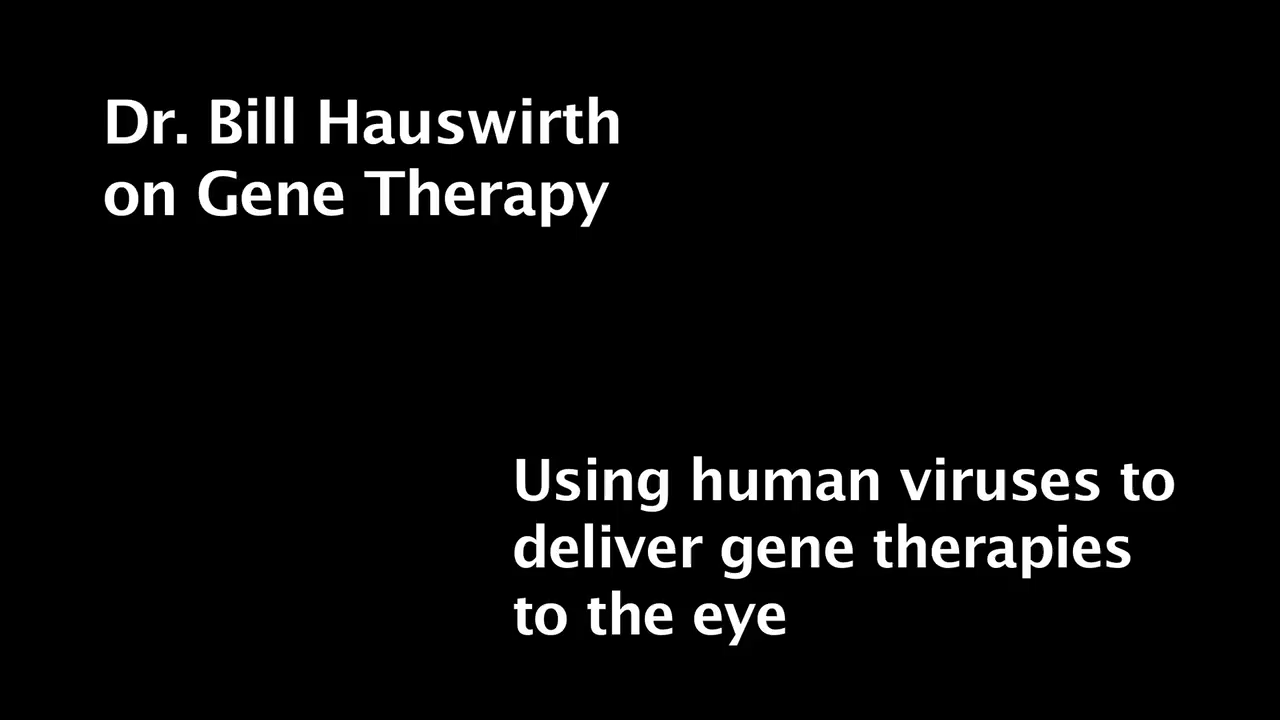 Dr. Bill Hauswirth
on Gene Therapy
Using human viruses to
deliver gene therapies
to the eye